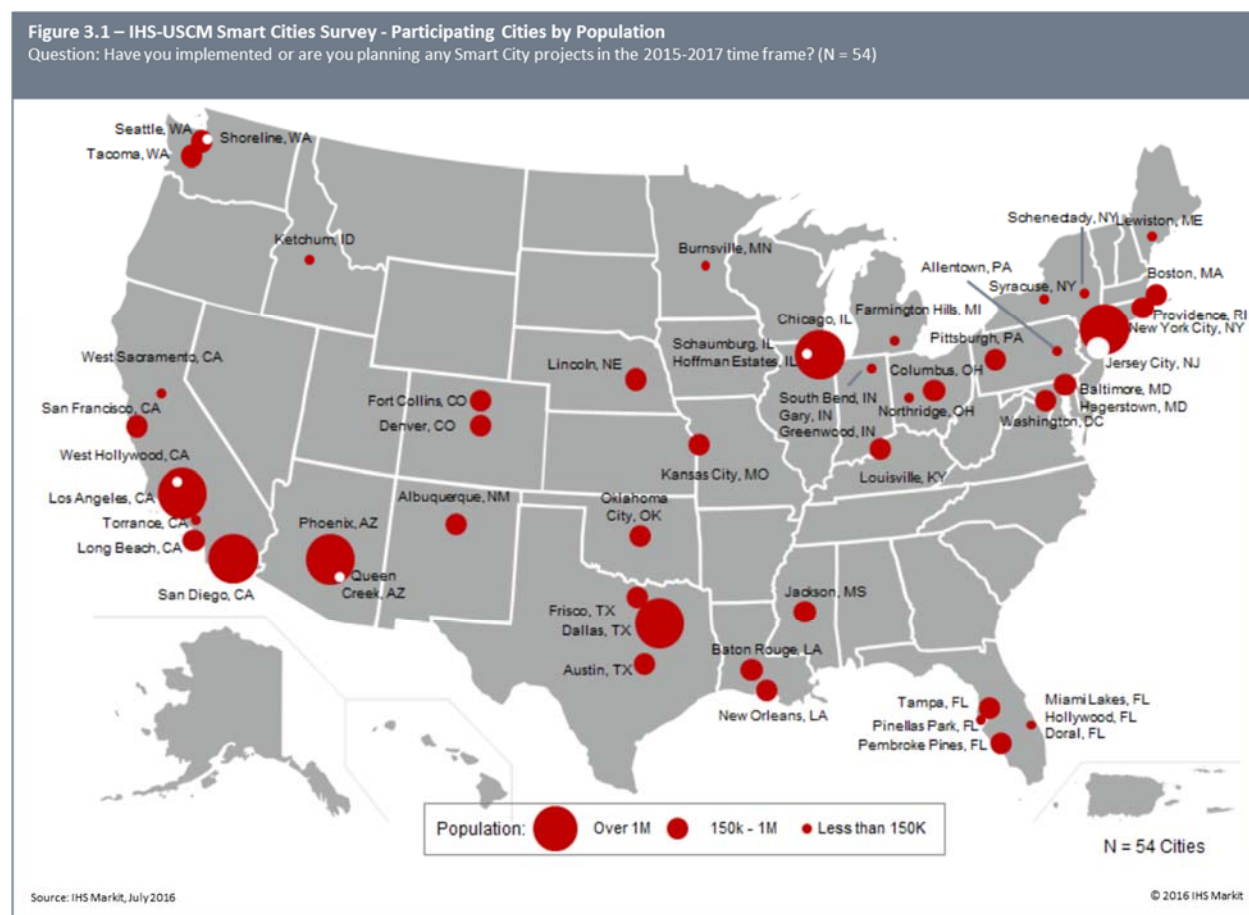 Figure 3.1 – IHS-USCM Smart Cities Survey - Participating Cities by Population
Question: Have you implemented or are you planning any Smart City projects in the 2015-2017 time frame? (N = 54)
Seattle, WA
Shoreline, WA
Tacoma, WA
Ketchum, ID
Burnsville, MN
Schenectady, NY
Lewiston, ME
Allentown, PA
Syracuse, NY
Boston, MA
Providence, RI
New York City, NY
Jersey City, NJ
Farmington Hills. MI
Pittsburgh, PA
Chicago, IL
Schaumburg, IL
Hoffman Estates, IL
Columbus, OH
Northridge, OH
Baltimore, MD
Hagerstown, MD
Washington, DC
South Bend, IN
Gary, IN
Greenwood, IN
Louisville, KY
West Sacramento, CA
San Francisco, CA
West Hollywood, CA
Los Angeles, CA
Torrance, CA
Long Beach, CA
San Diego, CA
Lincoln, NE
Fort Collins, CO
Denver, CO
Kansas City, MO
Albuquerque, NM
Oklahoma
City, OK
Phoenix, AZ
Queen
Creek, AZ
Frisco, TX
Dallas, TX
Austin, TX
Jackson, MS
Baton Rouge, LA
New Orleans, LA
Tampa, FL
Pinellas Park, FL
Pembroke Pines, FL
Miami Lakes, FL
Hollywood, FL
Doral, FL
Population: Over 1M 150k - 1M Less than 150K
N = 54 Cities
Source: IHS Markit, July 2016
© 2016 IHS Markit